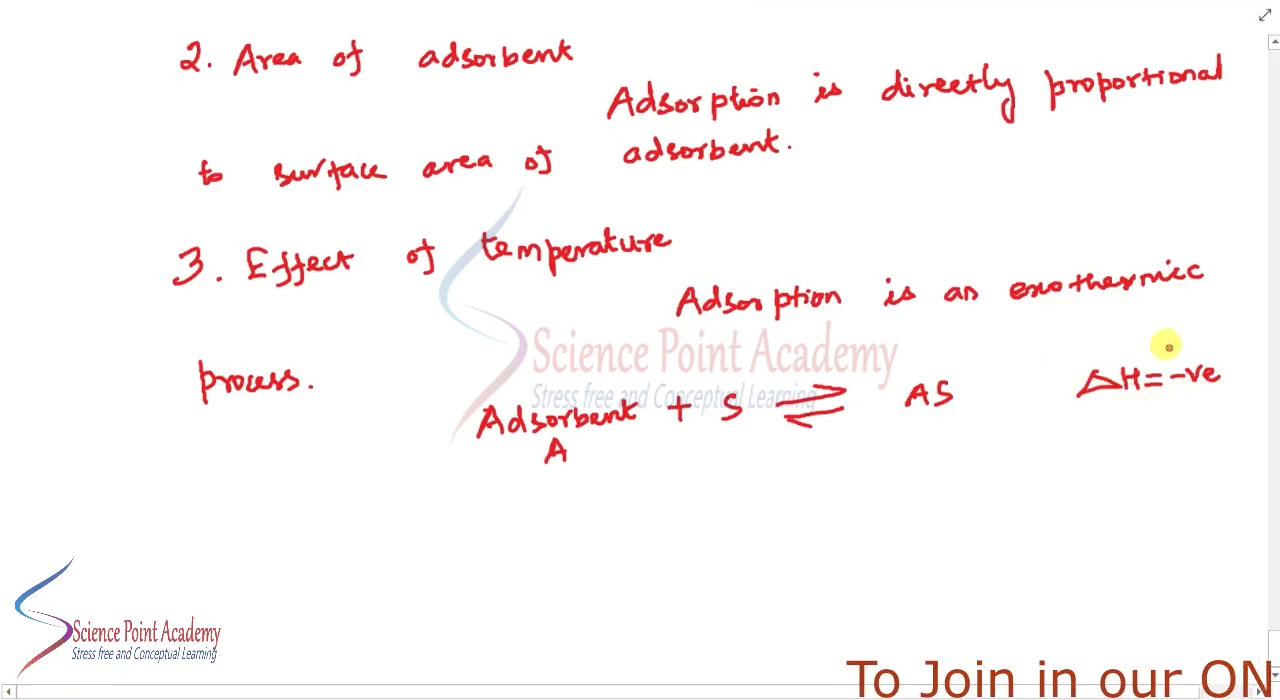 2. Area of adsorbent
Adsorption is directly proportional
to surface area of adsorbent.
3. Effect of temperature
Adsorption is an exothermic
process.
Adsorbent + S ⇌ AS ΔH = -ve
A
Science Point Academy
Stress free and Conceptual Learning
Science Point Academy
Stress free and Conceptual Learning
To Join in our ON